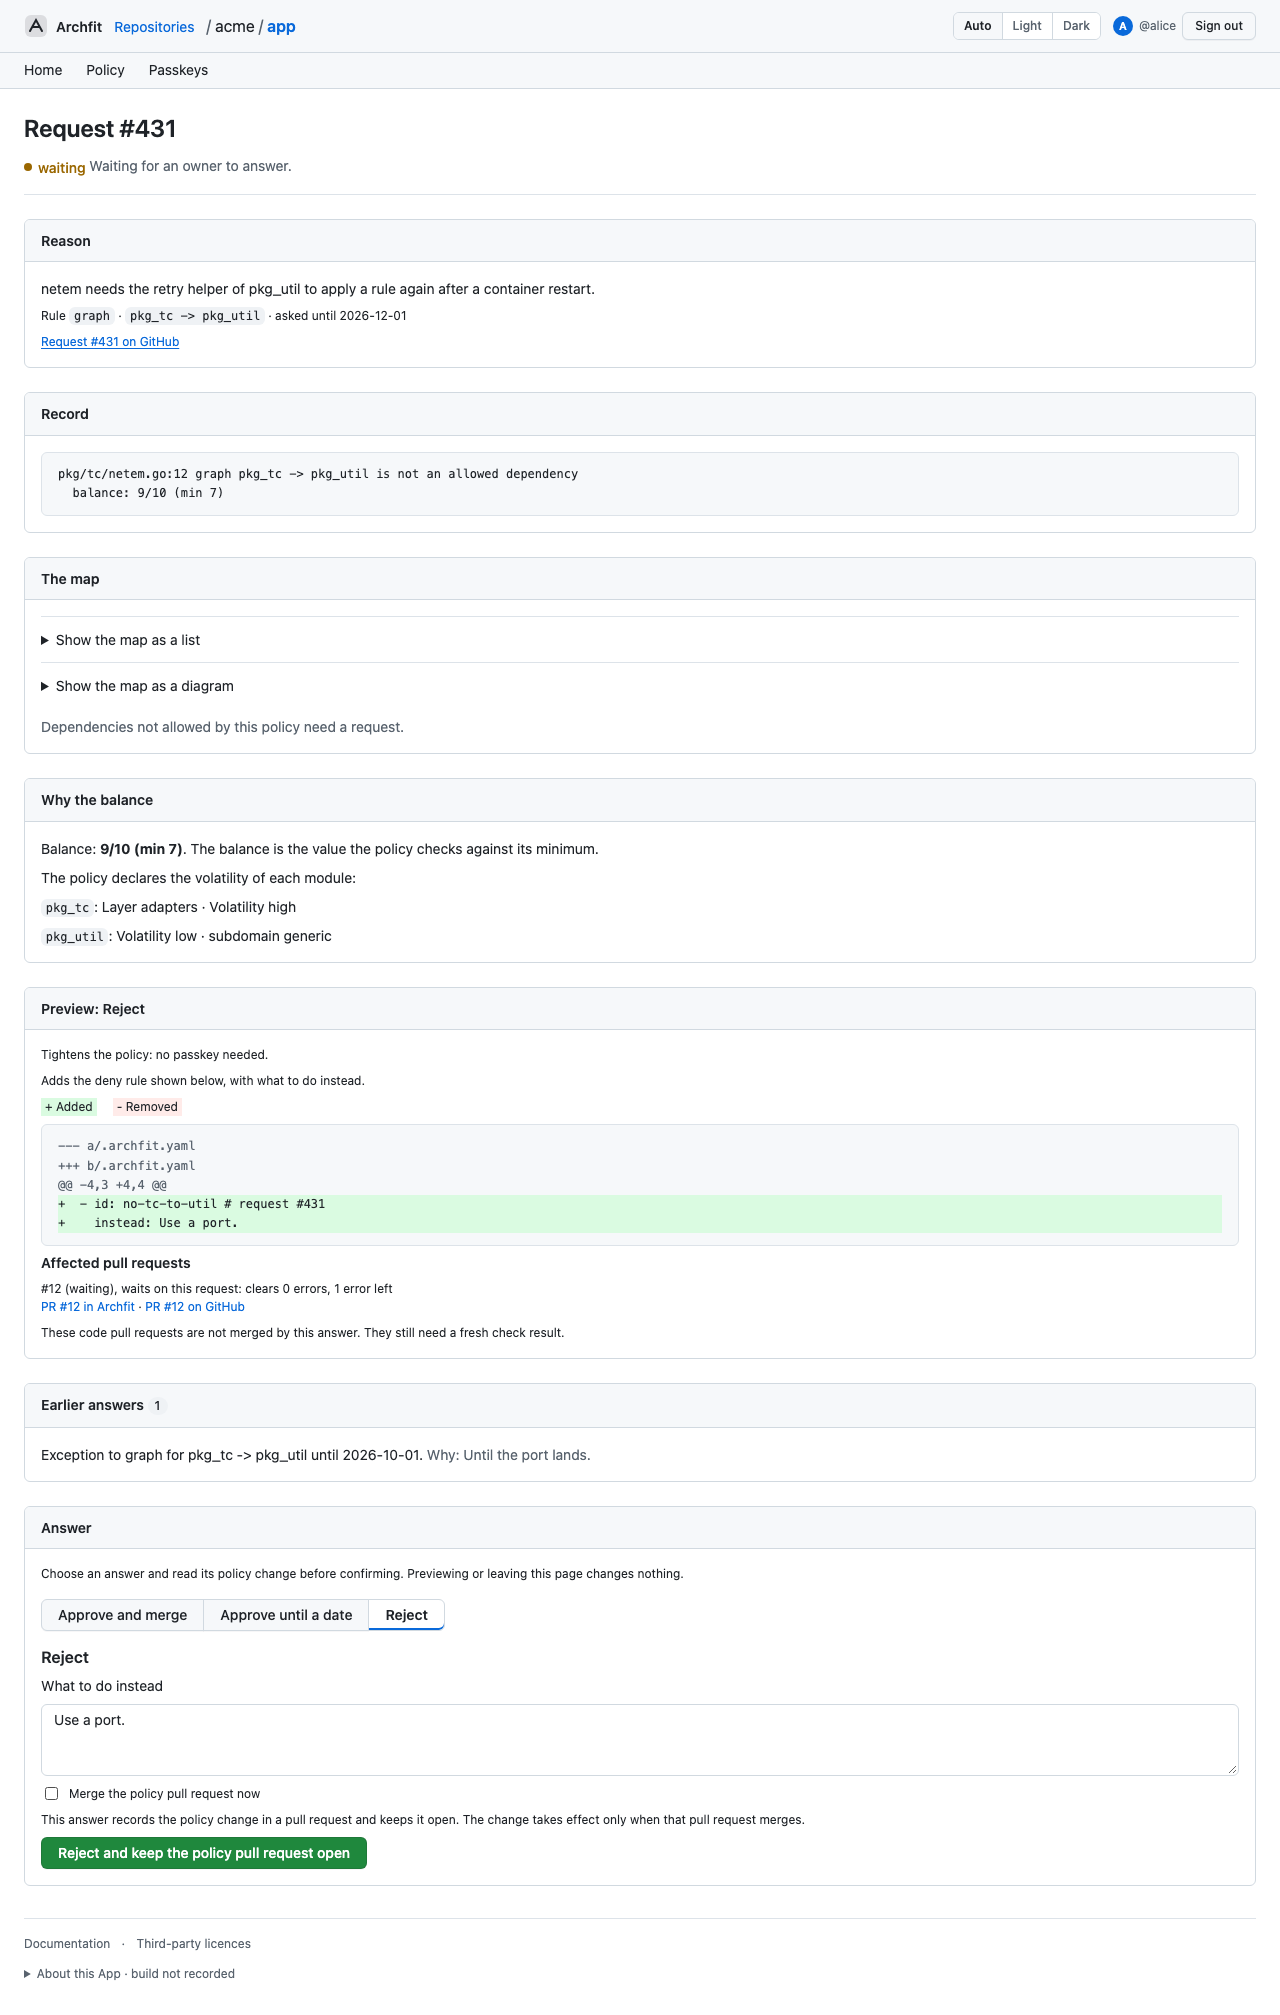 Archfit Repositories / acme / app
Auto Light Dark A @alice Sign out
Home Policy Passkeys
Request #431
waiting Waiting for an owner to answer.
Reason
netem needs the retry helper of pkg_util to apply a rule again after a container restart.
Rule graph · pkg_tc -> pkg_util · asked until 2026-12-01
Request #431 on GitHub
Record
pkg/tc/netem.go:12 graph pkg_tc -> pkg_util is not an allowed dependency
balance: 9/10 (min 7)
The map
Show the map as a list
Show the map as a diagram
Dependencies not allowed by this policy need a request.
Why the balance
Balance: 9/10 (min 7). The balance is the value the policy checks against its minimum.
The policy declares the volatility of each module:
pkg_tc: Layer adapters · Volatility high
pkg_util: Volatility low · subdomain generic
Preview: Reject
Tightens the policy: no passkey needed.
Adds the deny rule shown below, with what to do instead.
+ Added - Removed
--- a/.archfit.yaml
+++ b/.archfit.yaml
@@ -4,3 +4,4 @@
+  - id: no-tc-to-util # request #431
+    instead: Use a port.
Affected pull requests
#12 (waiting), waits on this request: clears 0 errors, 1 error left
PR #12 in Archfit · PR #12 on GitHub
These code pull requests are not merged by this answer. They still need a fresh check result.
Earlier answers 1
Exception to graph for pkg_tc -> pkg_util until 2026-10-01. Why: Until the port lands.
Answer
Choose an answer and read its policy change before confirming. Previewing or leaving this page changes nothing.
Approve and merge Approve until a date Reject
Reject
What to do instead
Use a port.
Merge the policy pull request now
This answer records the policy change in a pull request and keeps it open. The change takes effect only when that pull request merges.
Reject and keep the policy pull request open
Documentation · Third-party licences
About this App · build not recorded